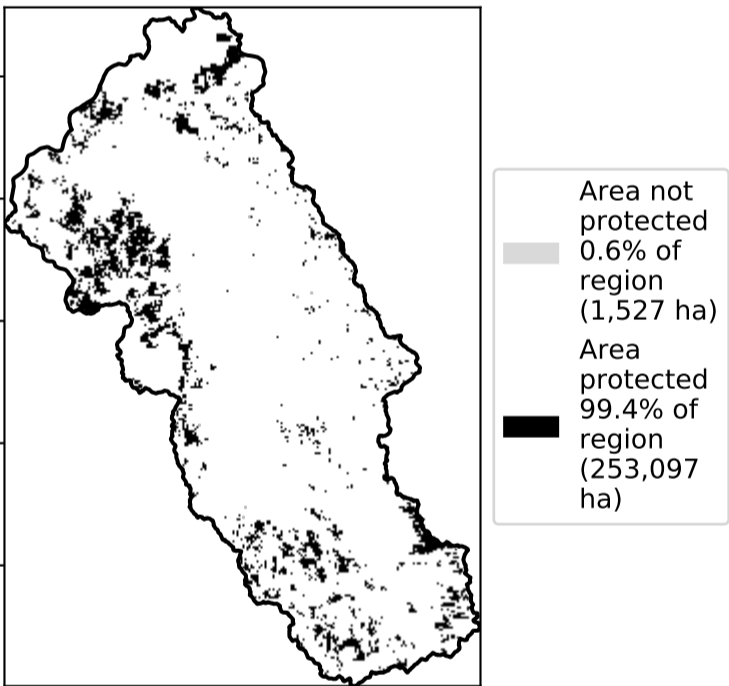 Area not
protected
0.6% of
region
(1,527 ha)
Area
protected
99.4% of
region
(253,097
ha)